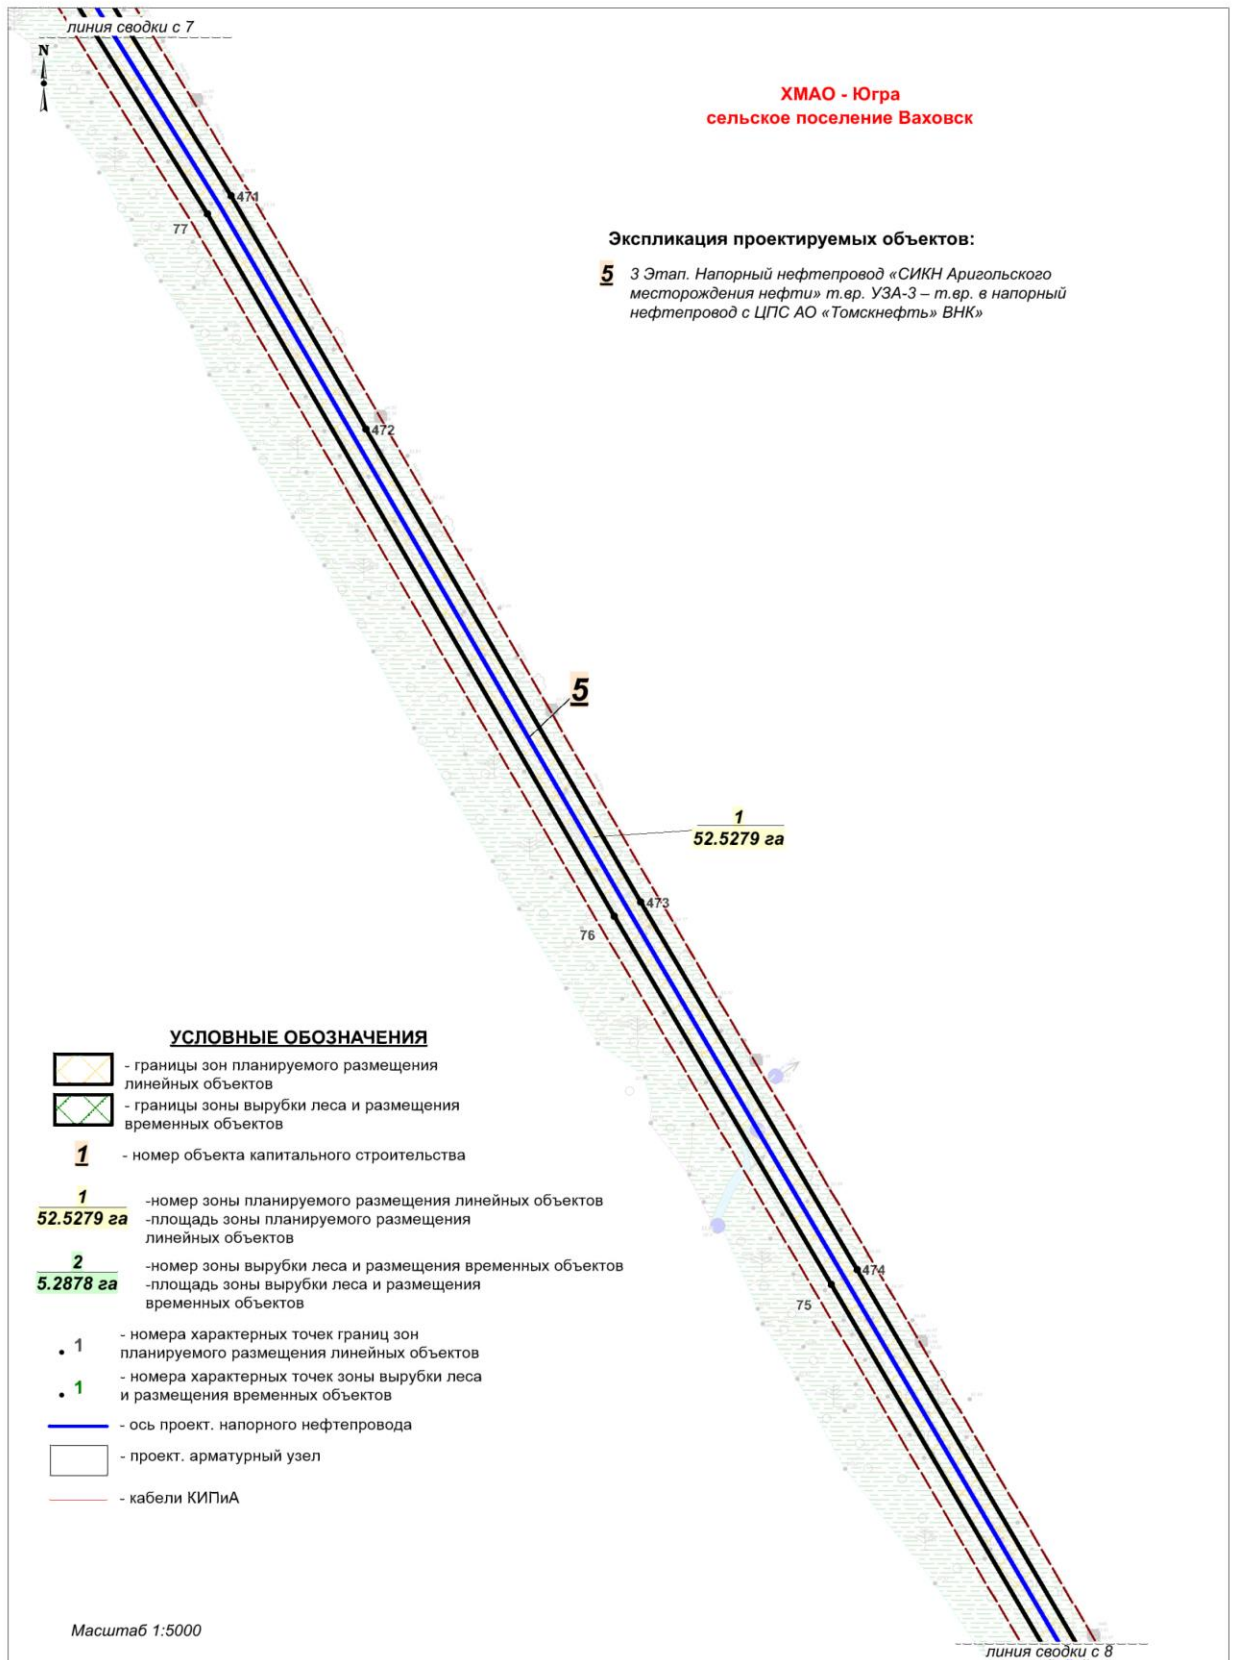 линия сводки с 7
N
ХМАО - Югра
сельское поселение Ваховск
471
77
Экспликация проектируемых объектов:
5 3 Этап. Напорный нефтепровод «СИКН Аригольского
месторождения нефти» т.вр. УЗА-3 – т.вр. в напорный
нефтепровод с ЦПС АО «Томскнефть» ВНК»
472
5
1
52.5279 га
473
76
УСЛОВНЫЕ ОБОЗНАЧЕНИЯ
- границы зон планируемого размещения
линейных объектов
- границы зоны вырубки леса и размещения
временных объектов
1 - номер объекта капитального строительства
1 -номер зоны планируемого размещения линейных объектов
52.5279 га -площадь зоны планируемого размещения
линейных объектов
2 -номер зоны вырубки леса и размещения временных объектов
5.2878 га -площадь зоны вырубки леса и размещения
временных объектов
1 - номера характерных точек границ зон
планируемого размещения линейных объектов
1 - номера характерных точек зоны вырубки леса
и размещения временных объектов
- ось проект. напорного нефтепровода
- проект. арматурный узел
- кабели КИПиА
474
75
Масштаб 1:5000
линия сводки с 8